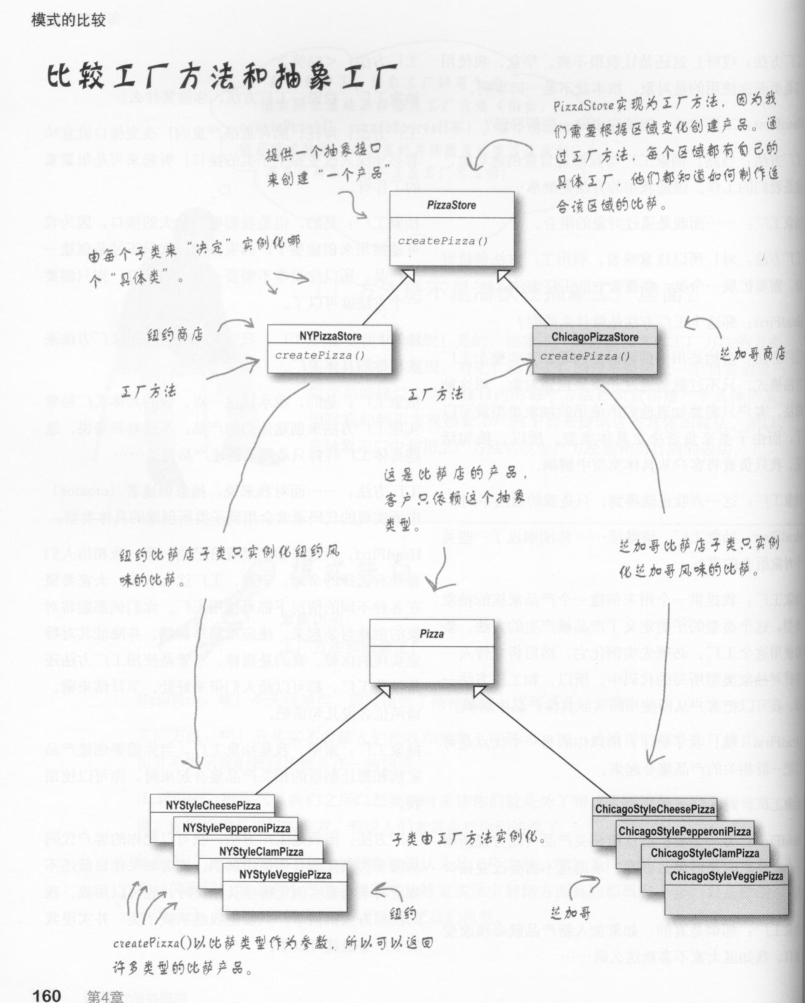 模式的比较
比较工厂方法和抽象工厂
PizzaStore实现为工厂方法，因为我
们需要根据区域变化创建产品。通
过工厂方法，每个区域都有自己的
具体工厂，他们都知道如何制作适
合该区域的比萨。
提供一个抽象接口
来创建“一个产品”
PizzaStore
createPizza()
由每个子类来“决定”实例化哪
个“具体类”。
纽约商店
NYPizzaStore
createPizza()
ChicagoPizzaStore
createPizza()
芝加哥商店
工厂方法
工厂方法
这是比萨店的产品，
客户只依赖这个抽象
类型。
纽约比萨店子类只实例化纽约风
味的比萨。
芝加哥比萨店子类只实例
化芝加哥风味的比萨。
Pizza
NYStyleCheesePizza
NYStylePepperoniPizza
NYStyleClamPizza
NYStyleVeggiePizza
子类由工厂方法实例化。
ChicagoStyleCheesePizza
ChicagoStylePepperoniPizza
ChicagoStyleClamPizza
ChicagoStyleVeggiePizza
纽约
芝加哥
createPizza()以比萨类型作为参数，所以可以返回
许多类型的比萨产品。
160 第4章